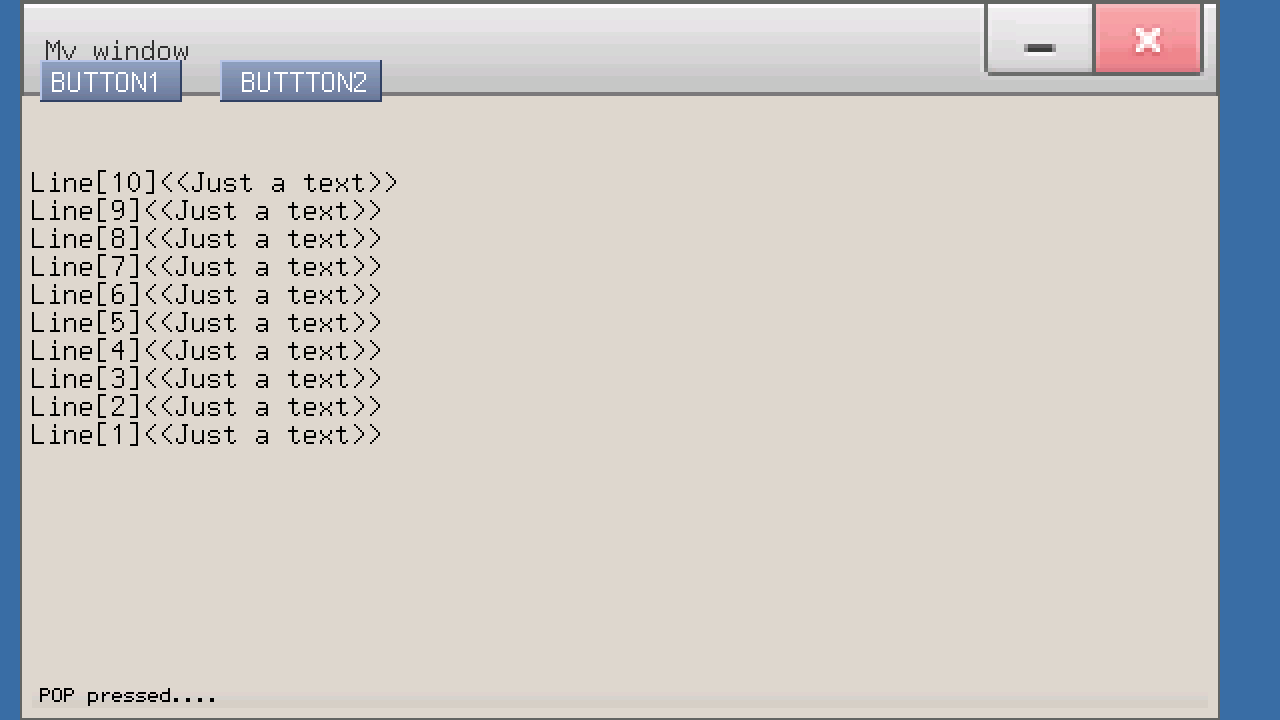 My window
BUTTON1 BUTTTON2
Line[10]<<Just a text>>
Line[9]<<Just a text>>
Line[8]<<Just a text>>
Line[7]<<Just a text>>
Line[6]<<Just a text>>
Line[5]<<Just a text>>
Line[4]<<Just a text>>
Line[3]<<Just a text>>
Line[2]<<Just a text>>
Line[1]<<Just a text>>
POP pressed....